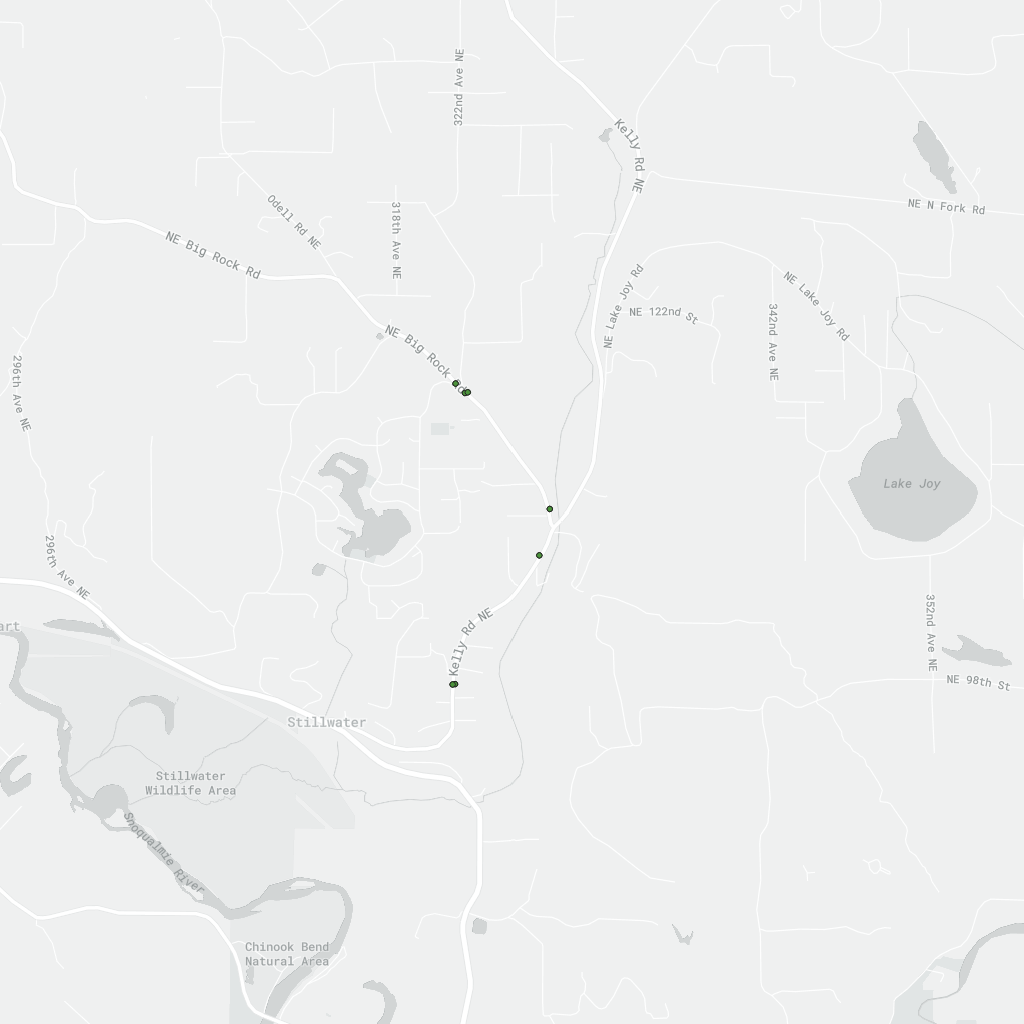 322nd Ave NE
Kelly Rd NE
Odell Rd NE
318th Ave NE
NE N Fork Rd
NE Big Rock Rd
NE Lake Joy Rd
NE Lake Joy Rd
NE 122nd St
342nd Ave NE
NE Big Rock Rd
296th Ave NE
Lake Joy
296th Ave NE
art
352nd Ave NE
Kelly Rd NE
NE 98th St
Stillwater
Stillwater
Wildlife Area
Snoqualmie River
Chinook Bend
Natural Area